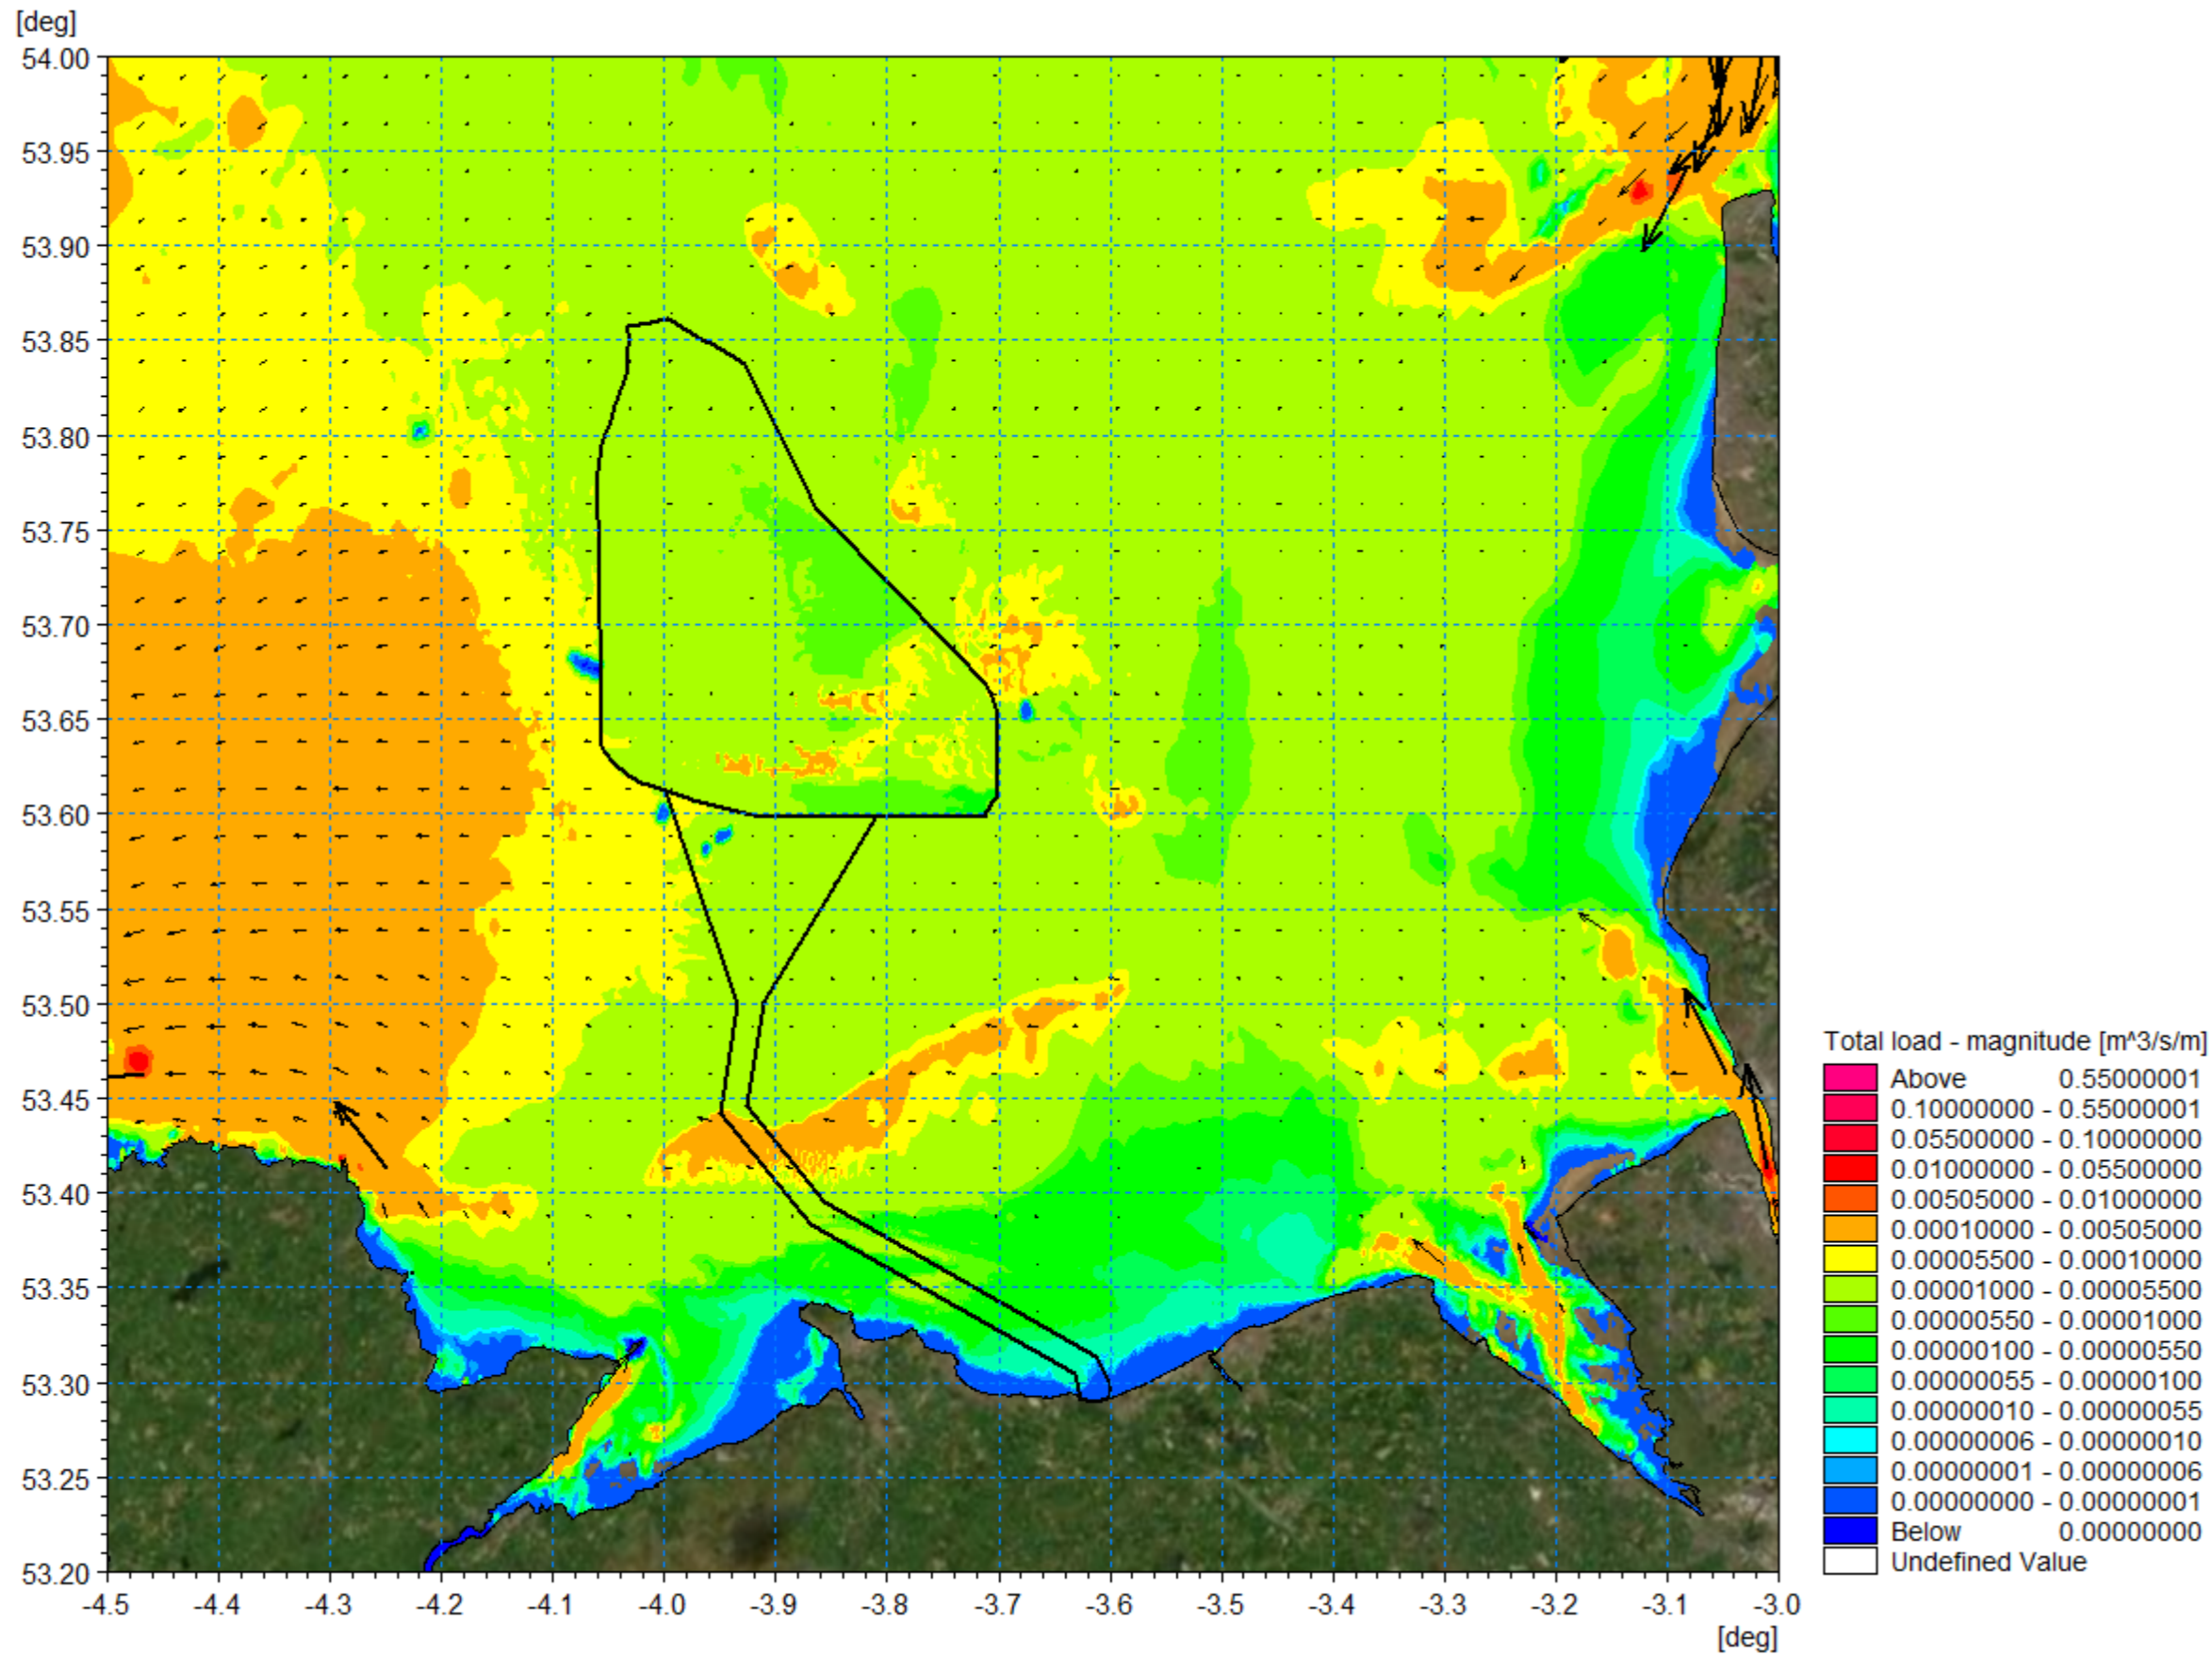 [deg]
54.00
53.95
53.90
53.85
53.80
53.75
53.70
53.65
53.60
53.55
53.50
53.45
53.40
53.35
53.30
53.25
53.20
-4.5 -4.4 -4.3 -4.2 -4.1 -4.0 -3.9 -3.8 -3.7 -3.6 -3.5 -3.4 -3.3 -3.2 -3.1 -3.0
[deg]
Total load - magnitude [m^3/s/m]
Above 0.55000001
0.10000000 - 0.55000001
0.05500000 - 0.10000000
0.01000000 - 0.05500000
0.00505000 - 0.01000000
0.00010000 - 0.00505000
0.00005500 - 0.00010000
0.00001000 - 0.00005500
0.00000550 - 0.00001000
0.00000100 - 0.00000550
0.00000055 - 0.00000100
0.00000010 - 0.00000055
0.00000006 - 0.00000010
0.00000001 - 0.00000006
0.00000000 - 0.00000001
Below 0.00000000
Undefined Value